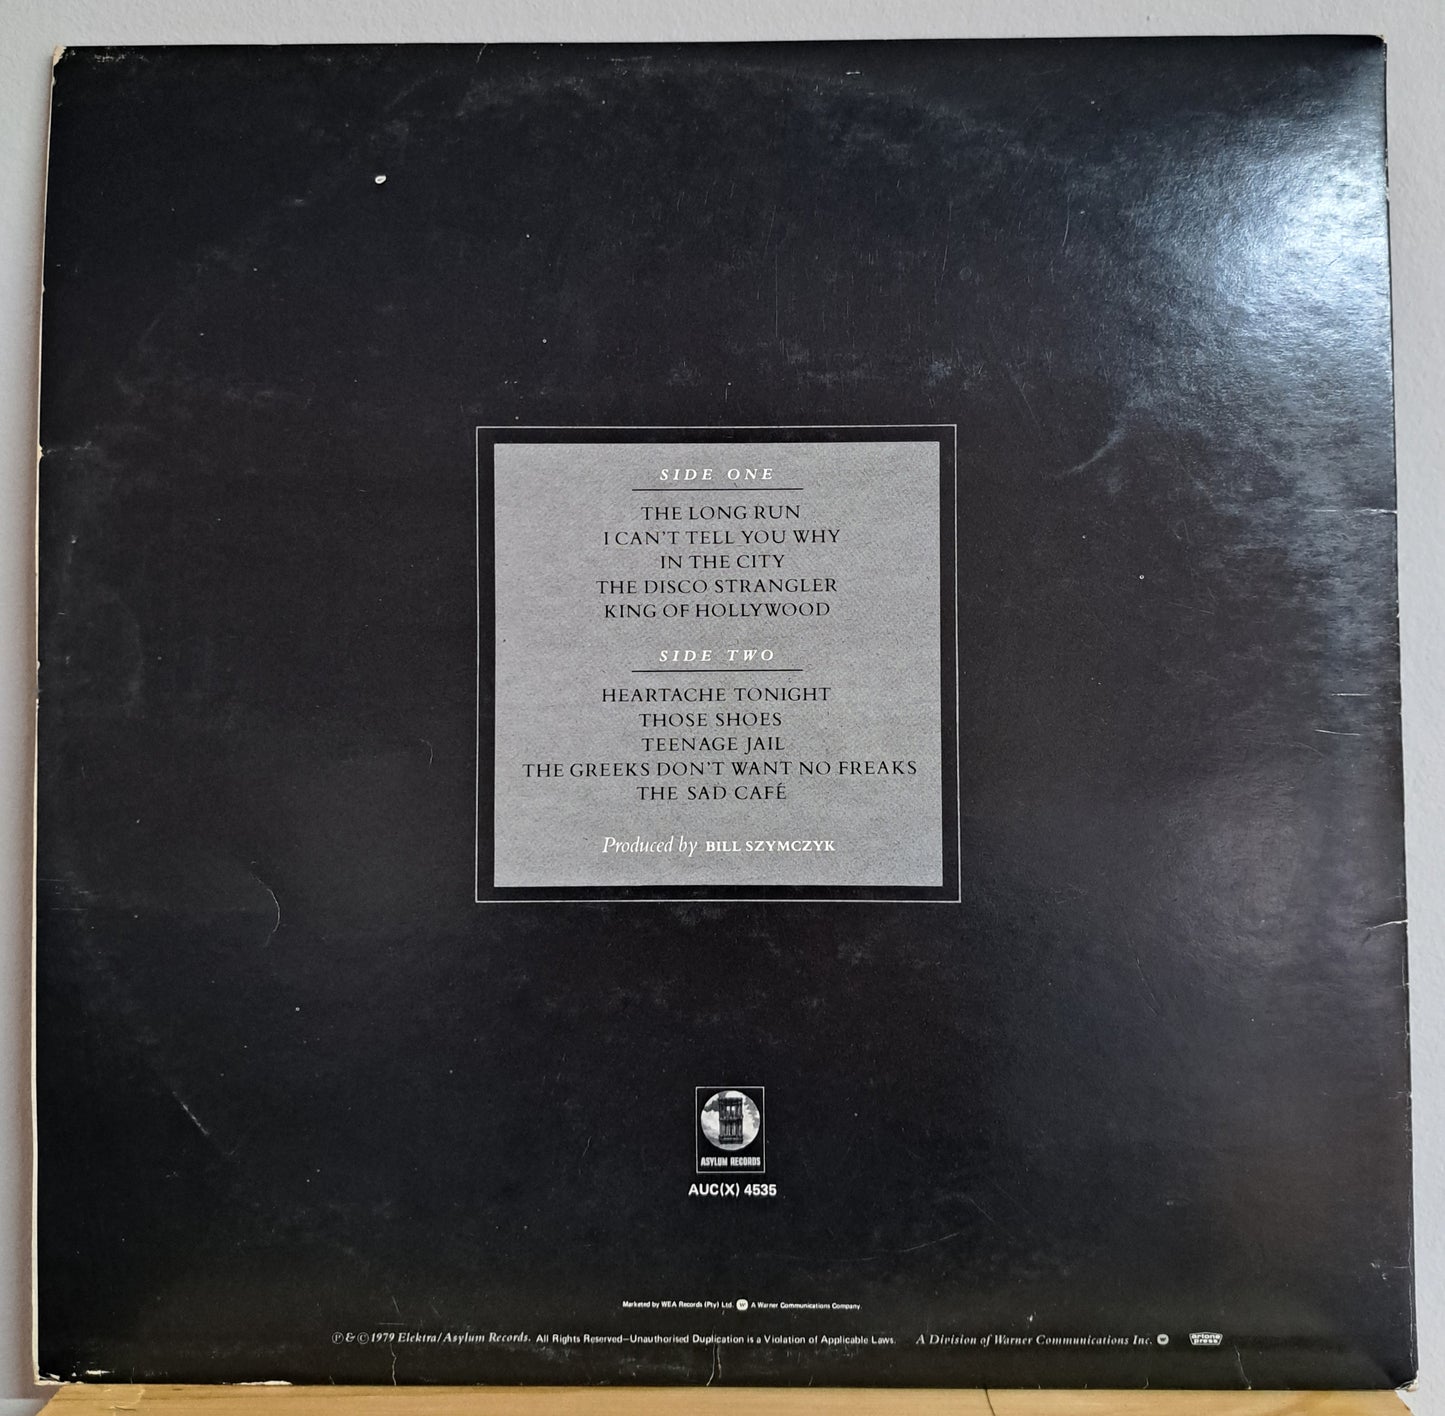 SIDE ONE
THE LONG RUN
I CAN'T TELL YOU WHY
IN THE CITY
THE DISCO STRANGLER
KING OF HOLLYWOOD
SIDE TWO
HEARTACHE TONIGHT
THOSE SHOES
TEENAGE JAIL
THE GREEKS DON'T WANT NO FREAKS
THE SAD CAFÉ
Produced by BILL SZYMCZYK
ASYLUM RECORDS
AUC(X) 4535
Marketed by WEA Records (Pty) Ltd. W A Warner Communications Company.
℗ & © 1979 Elektra/Asylum Records. All Rights Reserved—Unauthorised Duplication is a Violation of Applicable Laws. A Division of Warner Communications Inc. W artone press